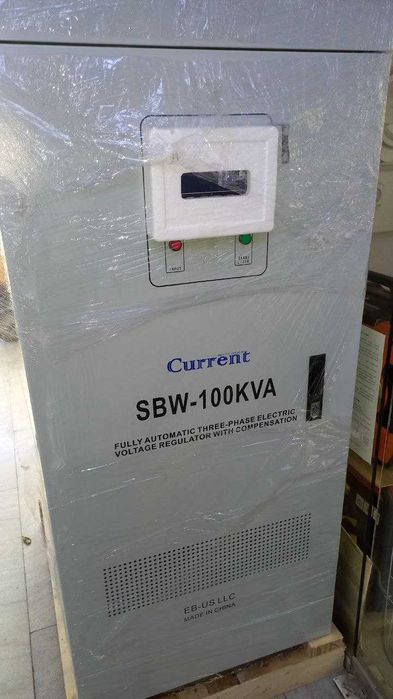 Current
SBW-100KVA
FULLY AUTOMATIC THREE-PHASE ELECTRIC
VOLTAGE REGULATOR WITH COMPENSATION
EB-US LLC
MADE IN CHINA